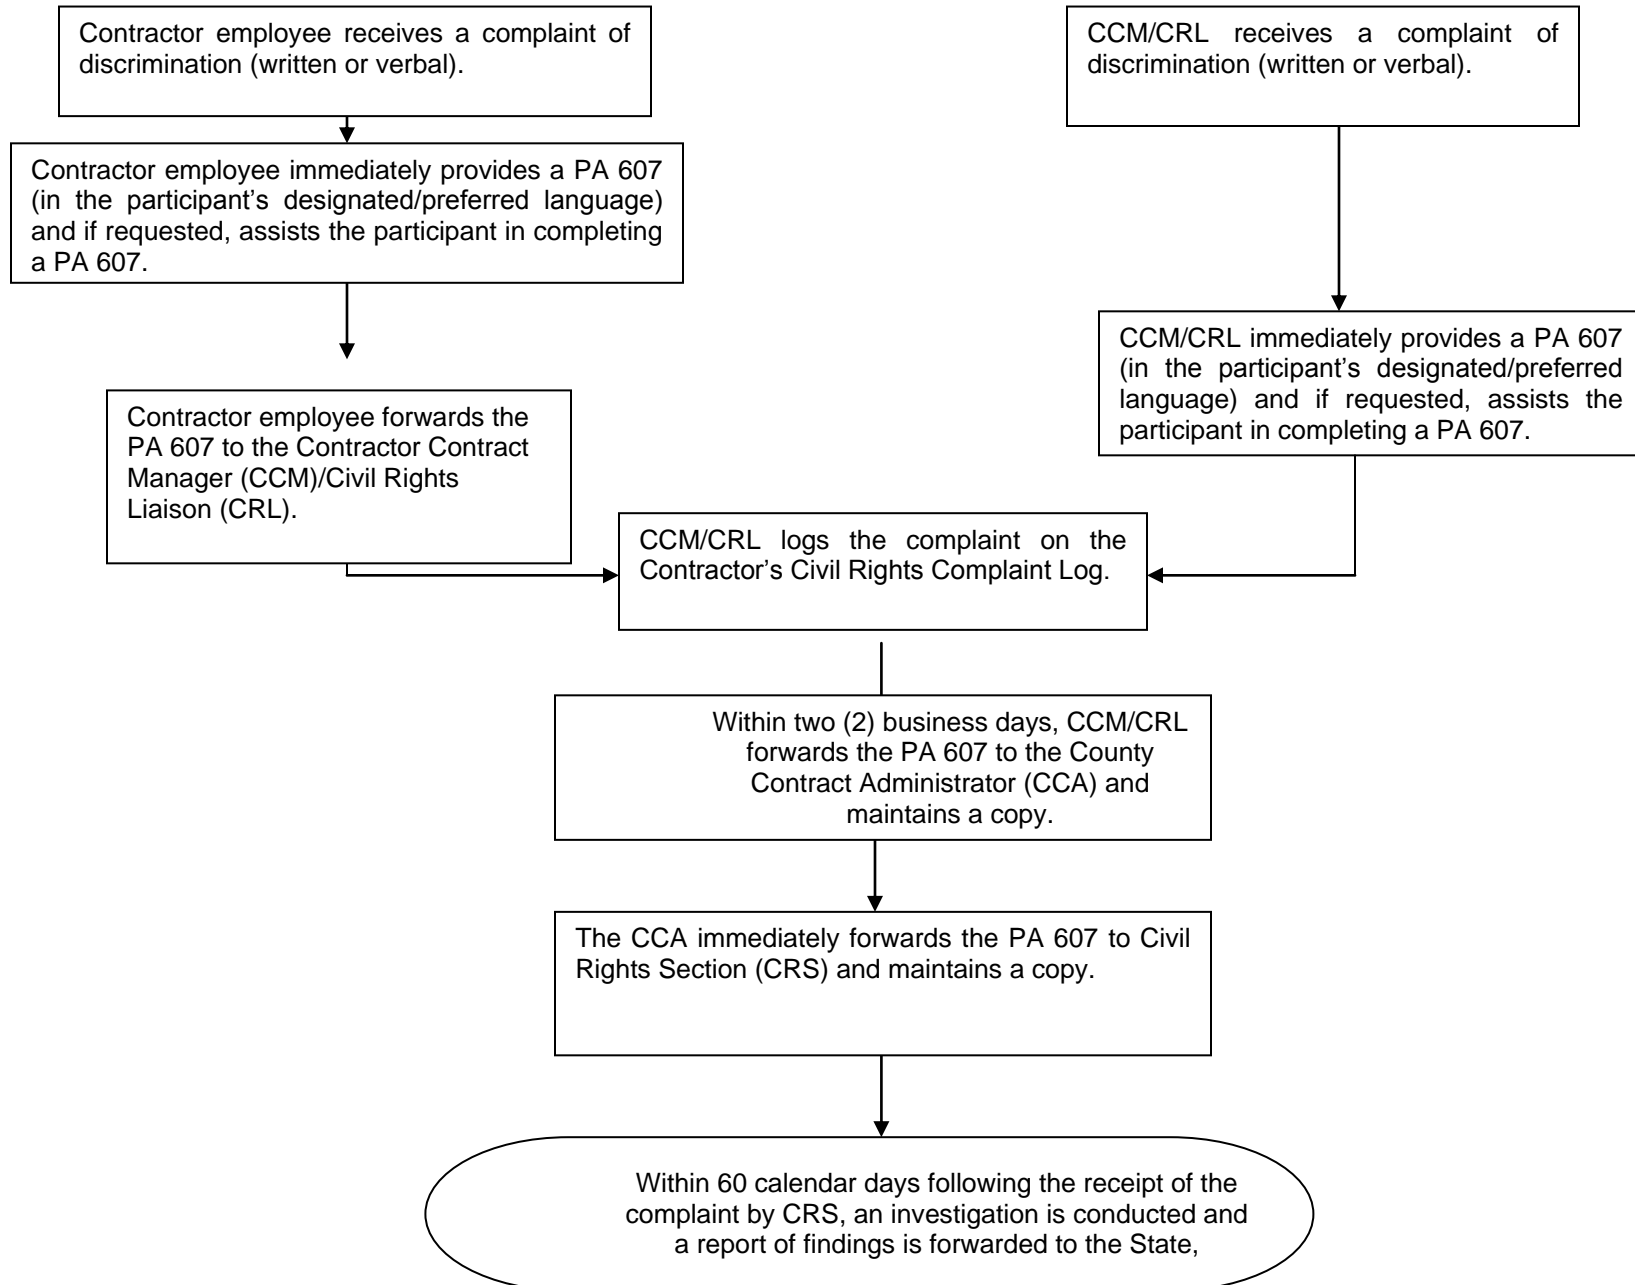 Contractor employee receives a complaint of
discrimination (written or verbal).
CCM/CRL receives a complaint of
discrimination (written or verbal).
Contractor employee immediately provides a PA 607
(in the participant’s designated/preferred language)
and if requested, assists the participant in completing
a PA 607.
CCM/CRL immediately provides a PA 607
(in the participant’s designated/preferred
language) and if requested, assists the
participant in completing a PA 607.
Contractor employee forwards the
PA 607 to the Contractor Contract
Manager (CCM)/Civil Rights
Liaison (CRL).
CCM/CRL logs the complaint on the
Contractor’s Civil Rights Complaint Log.
Within two (2) business days, CCM/CRL
forwards the PA 607 to the County
Contract Administrator (CCA) and
maintains a copy.
The CCA immediately forwards the PA 607 to Civil
Rights Section (CRS) and maintains a copy.
Within 60 calendar days following the receipt of the
complaint by CRS, an investigation is conducted and
a report of findings is forwarded to the State,